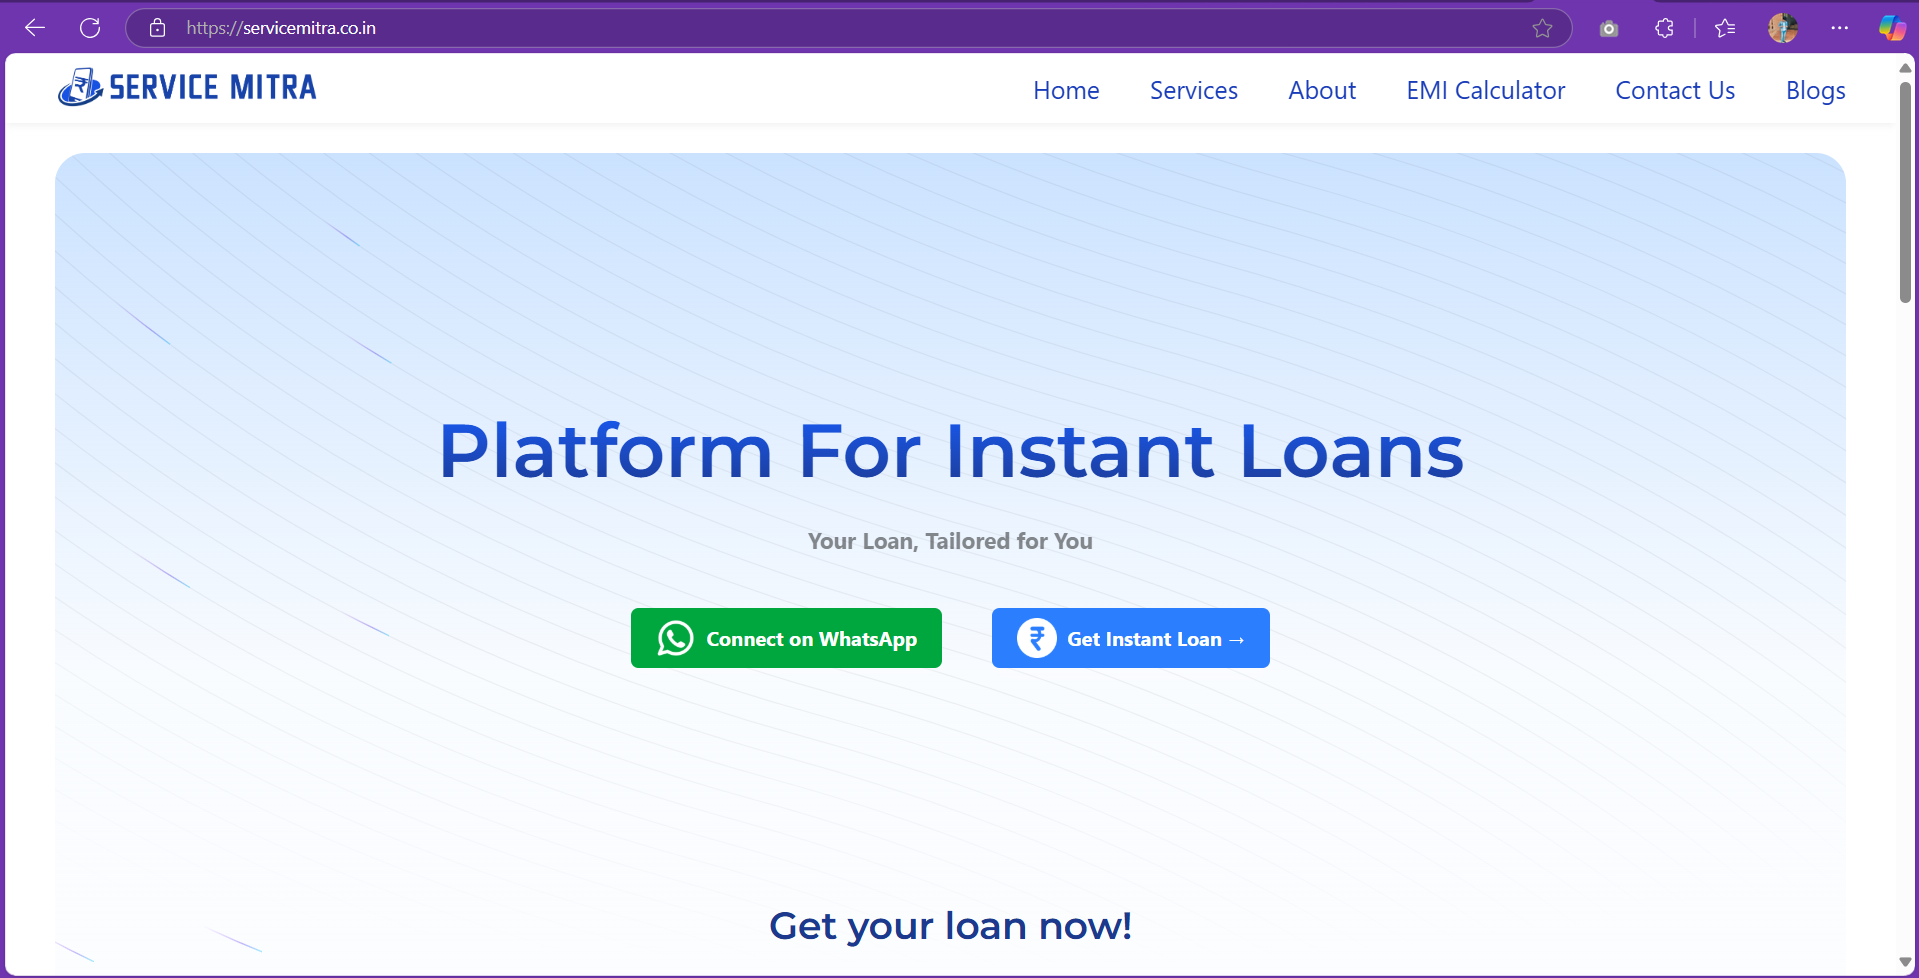 https://servicemitra.co.in
SERVICE MITRA
Home
Services
About
EMI Calculator
Contact Us
Blogs
Platform For Instant Loans
Your Loan, Tailored for You
Connect on WhatsApp
₹ Get Instant Loan →
Get your loan now!